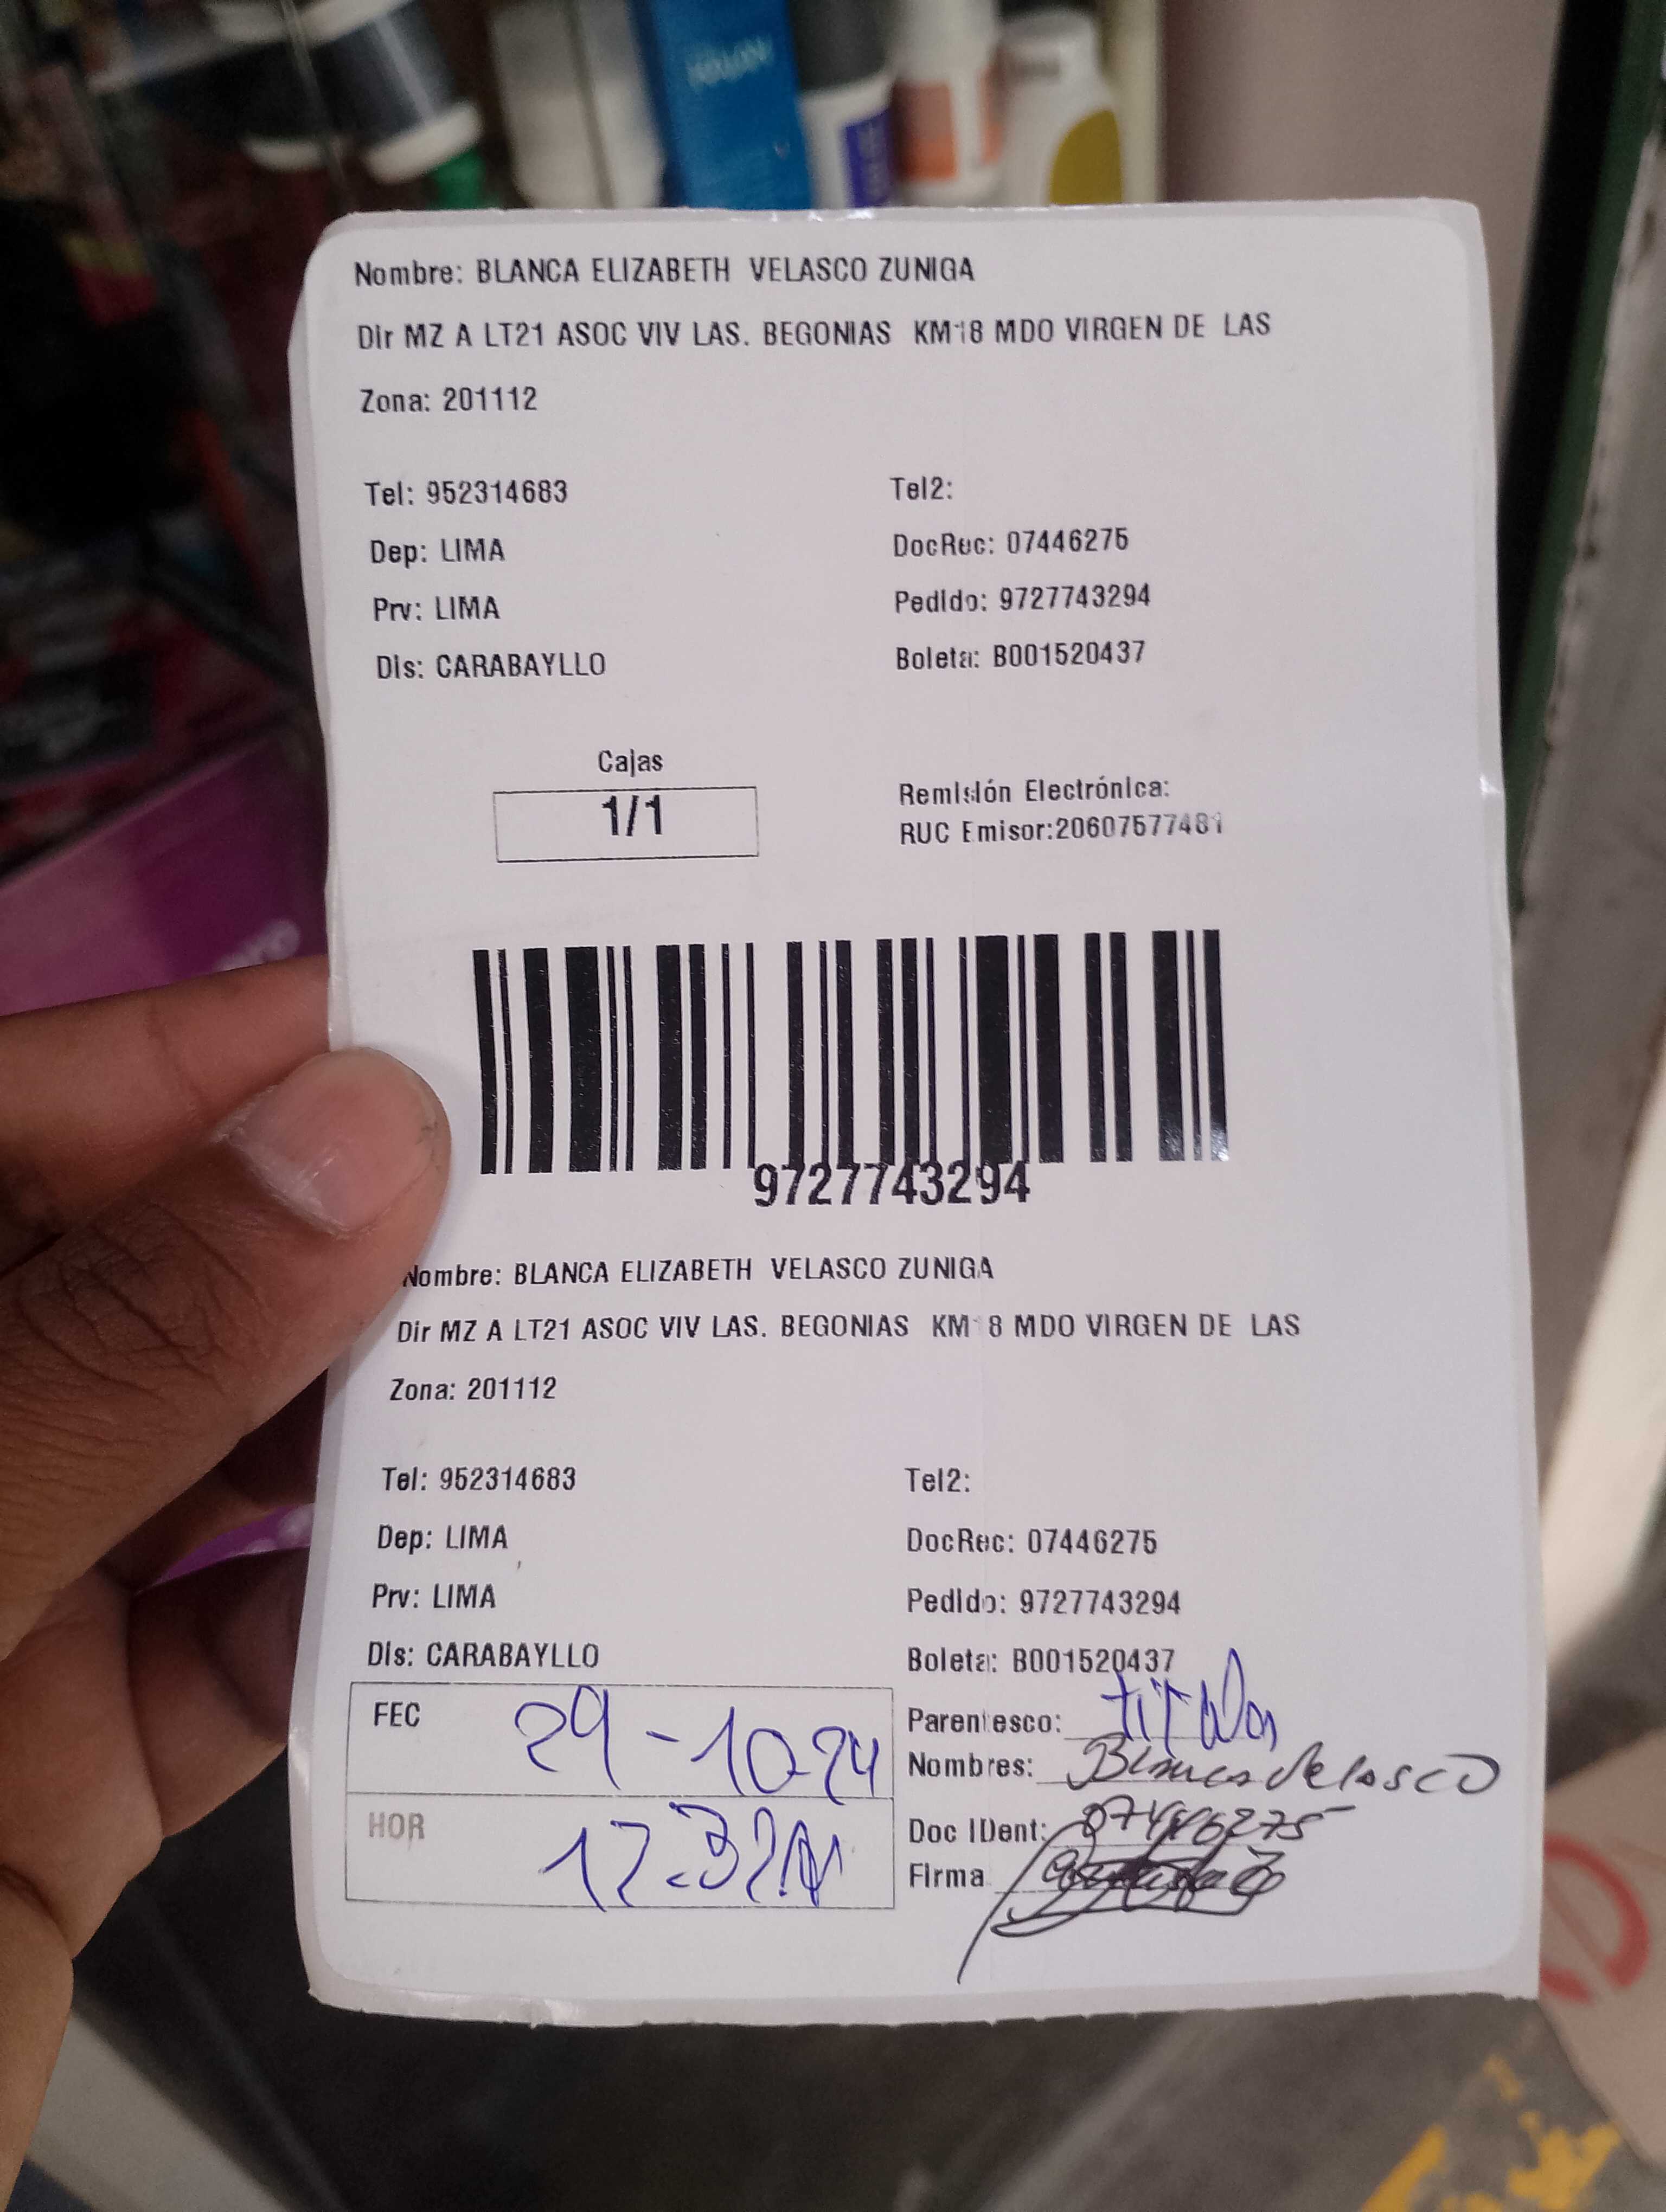 Nombre: BLANCA ELIZABETH VELASCO ZUNIGA
Dir MZ A LT21 ASOC VIV LAS. BEGONIAS KM18 MDO VIRGEN DE LAS
Zona: 201112
Tel: 952314683 Tel2:
Dep: LIMA DocRec: 07446275
Prv: LIMA Pedido: 9727743294
Dis: CARABAYLLO Boleta: B001520437
Cajas
1/1
Remisión Electrónica:
RUC Emisor:20607577481
9727743294
Nombre: BLANCA ELIZABETH VELASCO ZUNIGA
Dir MZ A LT21 ASOC VIV LAS. BEGONIAS KM 8 MDO VIRGEN DE LAS
Zona: 201112
Tel: 952314683 Tel2:
Dep: LIMA DocRec: 07446275
Prv: LIMA Pedido: 9727743294
Dis: CARABAYLLO Boleta: B001520437
FEC 29-10-24 Parentesco: titular
Nombres: Blanca Velasco
HOR Doc IDent: 07446275
Firma